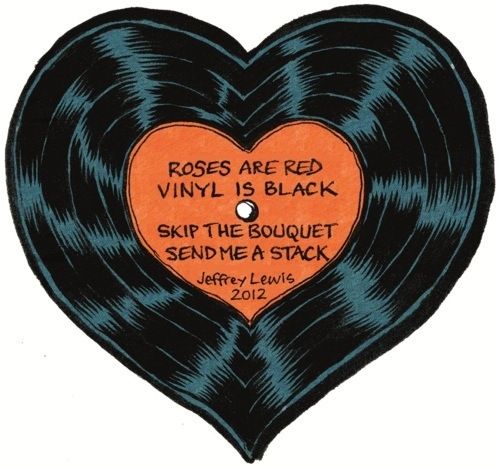 ROSES ARE RED
VINYL IS BLACK
SKIP THE BOUQUET
SEND ME A STACK
Jeffrey Lewis
2012